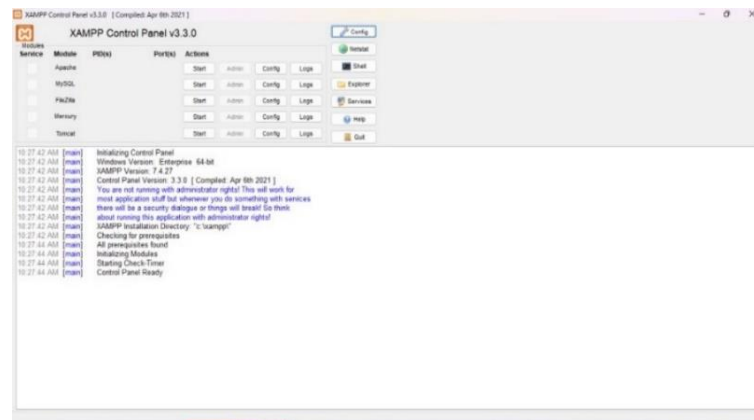 XAMPP Control Panel v3.3.0 [ Compiled: Apr 6th 2021 ]
XAMPP Control Panel v3.3.0
Config
Netstat
Shell
Explorer
Services
Help
Quit
Modules
Service Module PID(s) Port(s) Actions
Apache Start Admin Config Logs
MySQL Start Admin Config Logs
FileZilla Start Admin Config Logs
Mercury Start Admin Config Logs
Tomcat Start Admin Config Logs
10:27:42 AM [main] Initializing Control Panel
10:27:42 AM [main] Windows Version: Enterprise 64-bit
10:27:42 AM [main] XAMPP Version: 7.4.27
10:27:42 AM [main] Control Panel Version: 3.3.0 [ Compiled: Apr 6th 2021 ]
10:27:42 AM [main] You are not running with administrator rights! This will work for
10:27:42 AM [main] most application stuff but whenever you do something with services
10:27:42 AM [main] there will be a security dialogue or things will break! So think
10:27:42 AM [main] about running this application with administrator rights!
10:27:42 AM [main] XAMPP Installation Directory: "c:\xampp\"
10:27:42 AM [main] Checking for prerequisites
10:27:44 AM [main] All prerequisites found
10:27:44 AM [main] Initializing Modules
10:27:44 AM [main] Starting Check-Timer
10:27:44 AM [main] Control Panel Ready